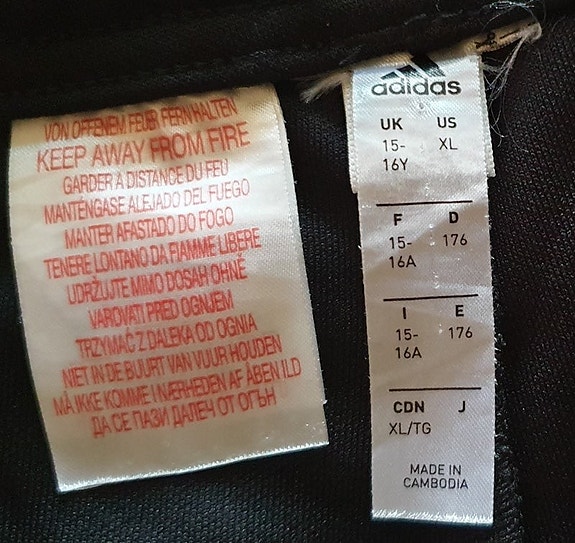 VON OFFENEM FEUER FERNHALTEN
KEEP AWAY FROM FIRE
GARDER A DISTANCE DU FEU
MANTÉNGASE ALEJADO DEL FUEGO
MANTER AFASTADO DO FOGO
TENERE LONTANO DA FIAMME LIBERE
UDRŽUJTE MIMO DOSAH OHNĚ
VAROVATI PRED OGNJEM
TRZYMAĆ Z DALEKA OD OGNIA
NIET IN DE BUURT VAN VUUR HOUDEN
MÅ IKKE KOMME I NÆRHEDEN AF ÅBEN ILD
ДА СЕ ПАЗИ ДАЛЕЧ ОТ ОГЪН
adidas
UK US
15- XL
16Y
F D
15- 176
16A
I E
15- 176
16A
CDN J
XL/TG
MADE IN
CAMBODIA